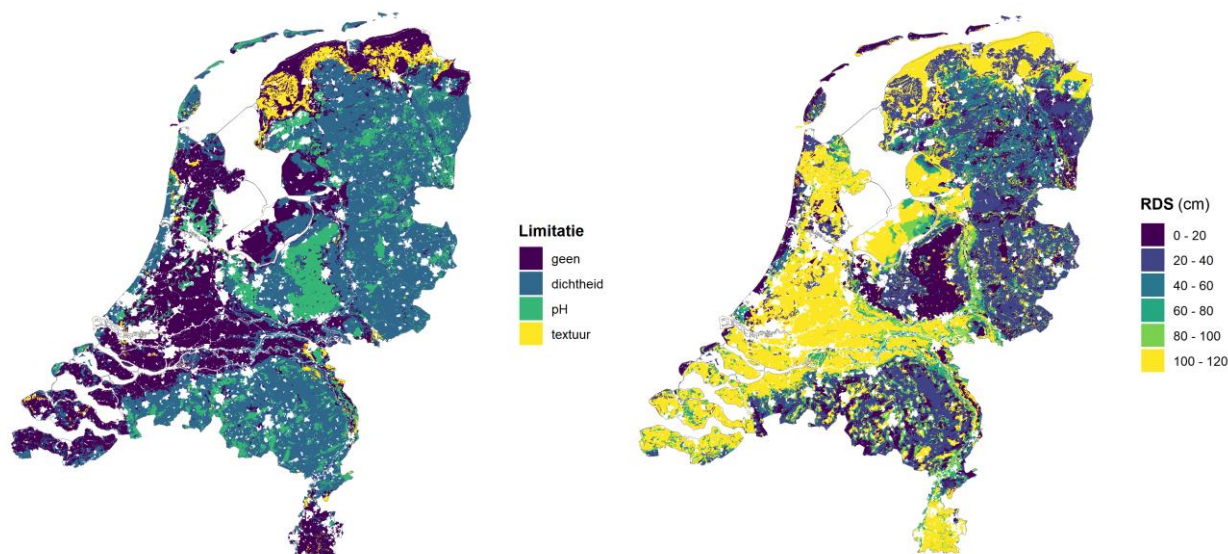 Limitatie
geen
dichtheid
pH
textuur
RDS (cm)
0 - 20
20 - 40
40 - 60
60 - 80
80 - 100
100 - 120